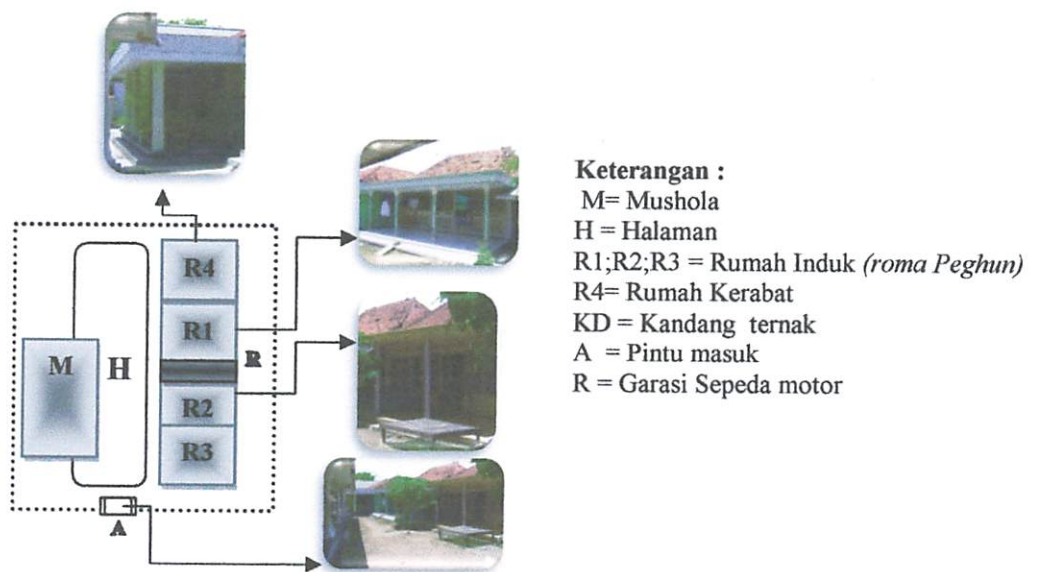 R4
R1
R
M
H
R2
R3
A
Keterangan :
M= Mushola
H = Halaman
R1;R2;R3 = Rumah Induk (roma Peghun)
R4= Rumah Kerabat
KD = Kandang ternak
A = Pintu masuk
R = Garasi Sepeda motor